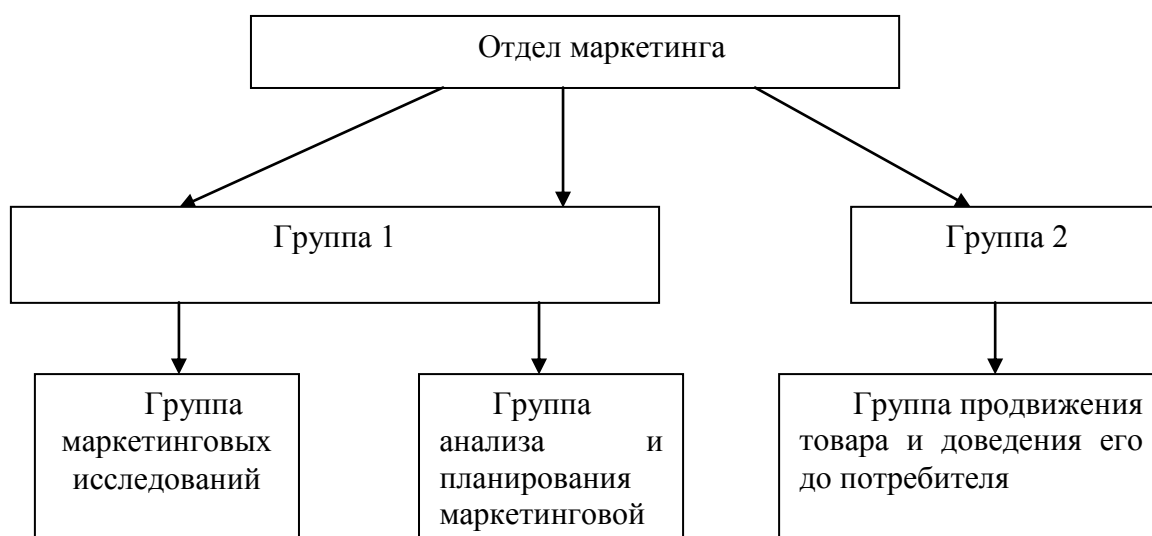 Отдел маркетинга
Группа 1
Группа 2
Группа
маркетинговых
исследований
Группа
анализа и
планирования
маркетинговой
Группа продвижения
товара и доведения его
до потребителя